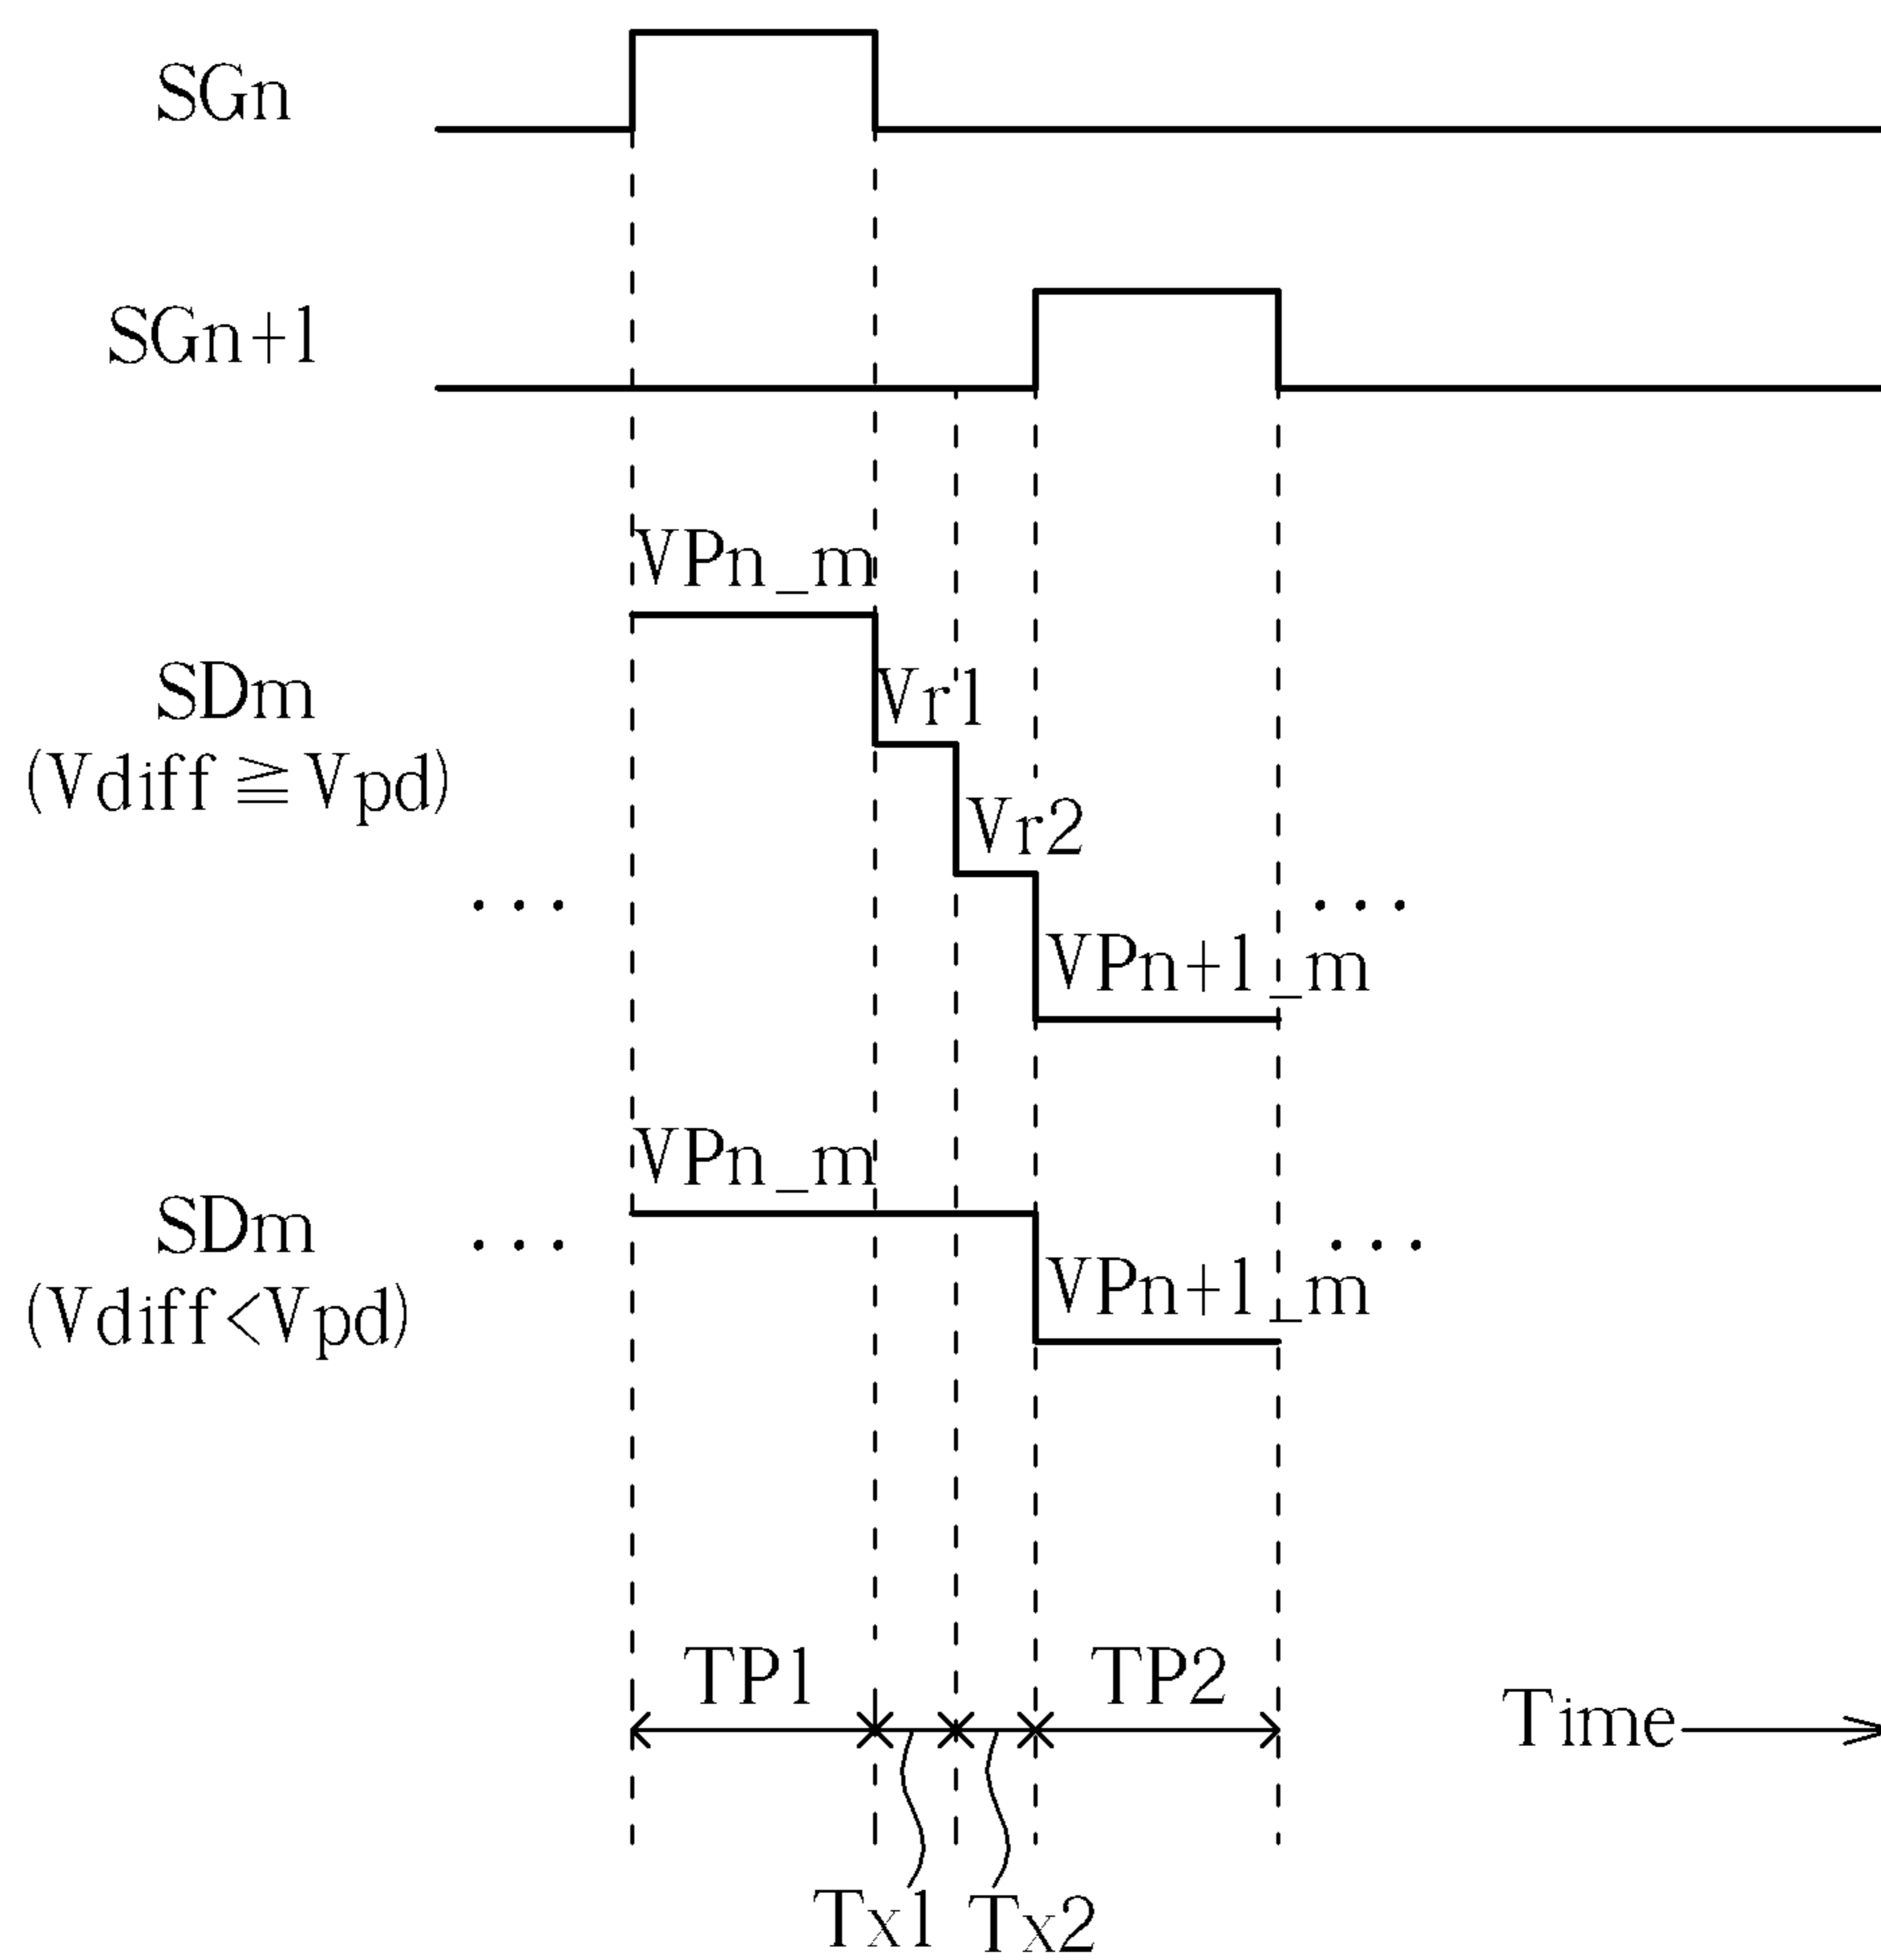 SGn
SGn+1
VPn_m
Vr1
SDm
(Vdiff≧Vpd)
Vr2
...
...
VPn+1_m
VPn_m
SDm
...
...
VPn+1_m
(Vdiff<Vpd)
TP1
TP2
Time
Tx1
Tx2